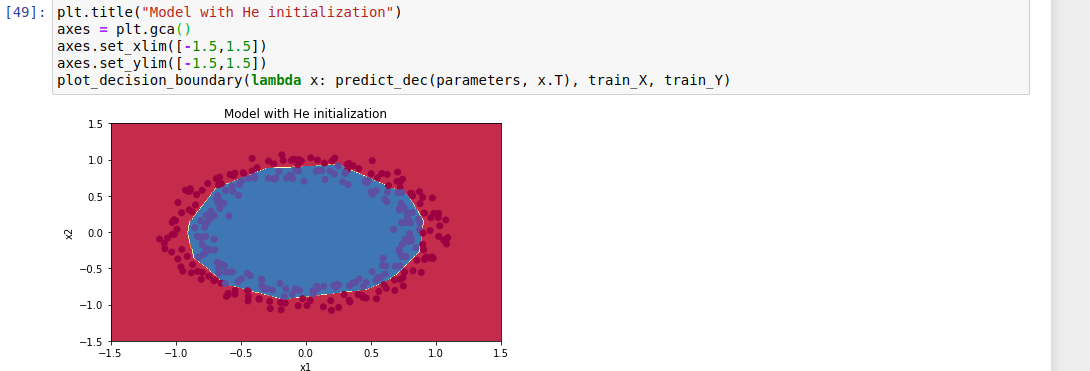 [49]: plt.title("Model with He initialization")
axes = plt.gca()
axes.set_xlim([-1.5,1.5])
axes.set_ylim([-1.5,1.5])
plot_decision_boundary(lambda x: predict_dec(parameters, x.T), train_X, train_Y)
Model with He initialization
1.5
1.0
0.5
0.0
−0.5
−1.0
−1.5
x2
−1.5 −1.0 −0.5 0.0 0.5 1.0 1.5
x1